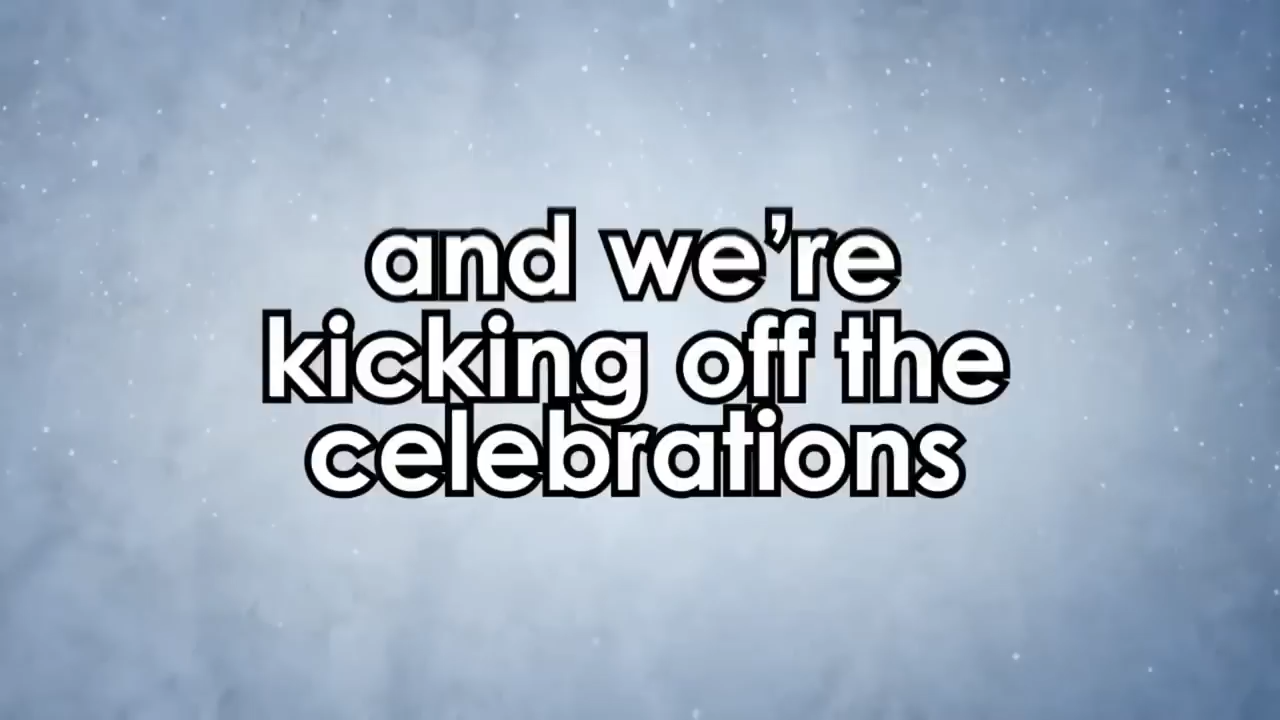 and we’re
kicking off the
celebrations